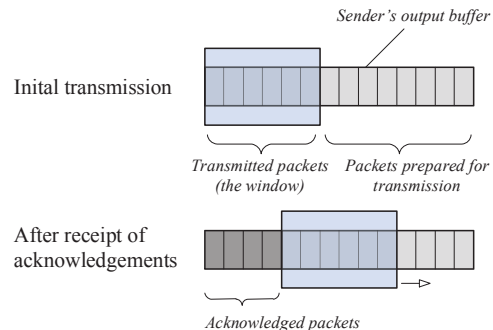 Sender's output buffer
Inital transmission
Transmitted packets
(the window)
Packets prepared for
transmission
After receipt of
acknowledgements
Acknowledged packets